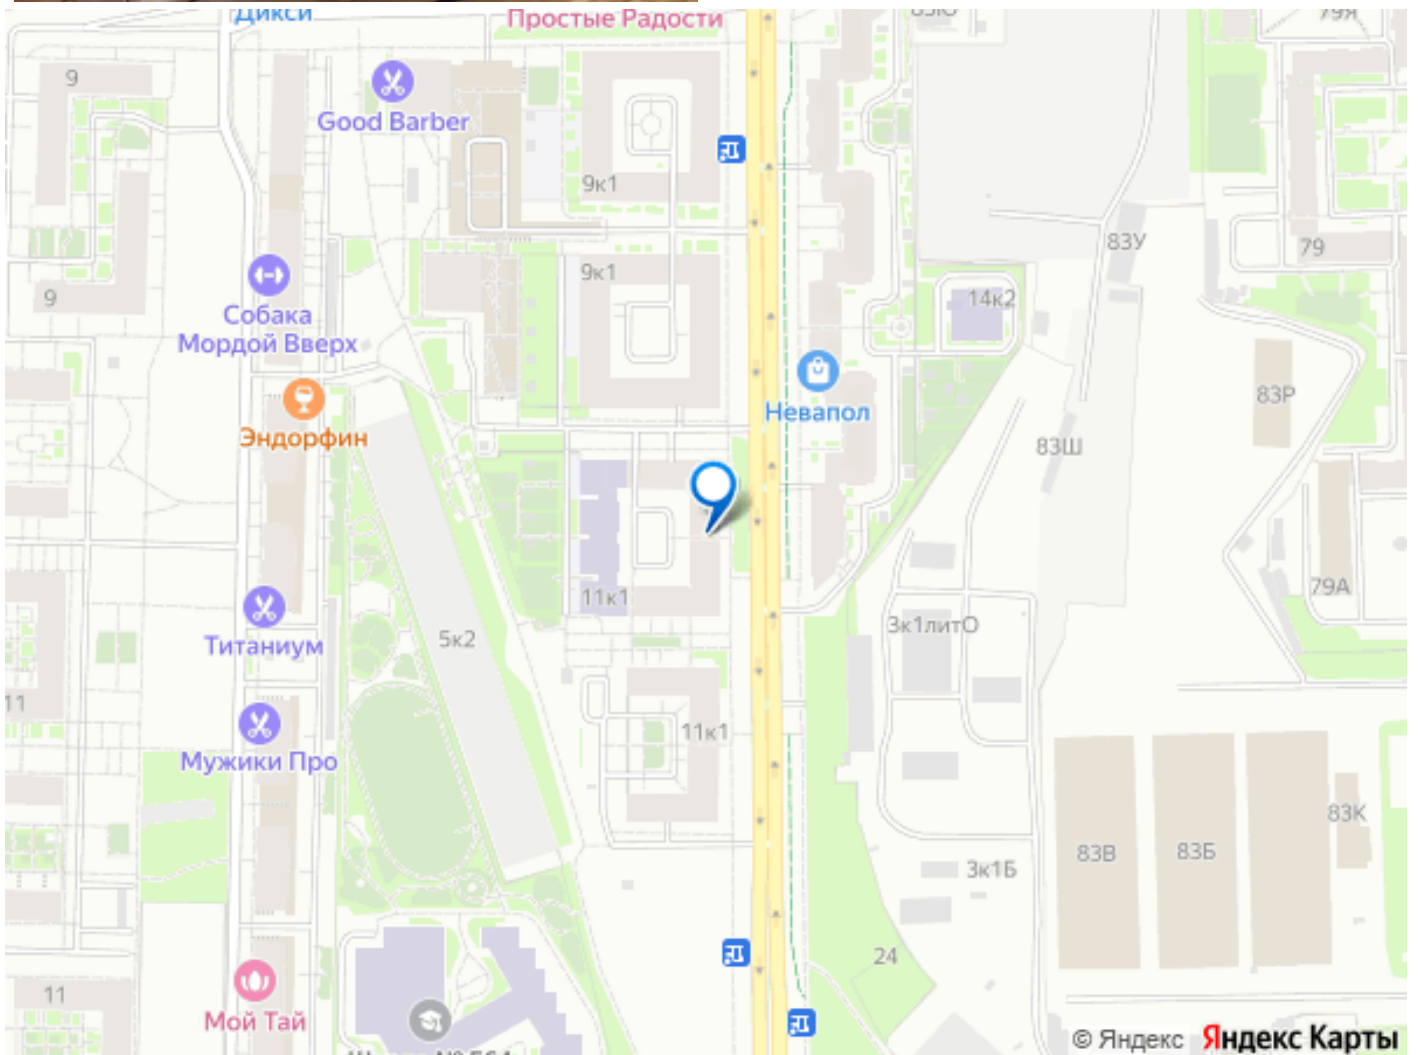 Дикси
Простые Радости
83Ю
79Я
9
Good Barber
9к1
83У
79
9к1
14к2
9
Собака
Мордой Вверх
Невапол
83Р
Эндорфин
83Ш
11к1
79А
5к2
3к1литО
Титаниум
11
11к1
Мужики Про
83К
83В
83Б
3к1Б
24
11
Мой Тай
© Яндекс Яндекс Карты